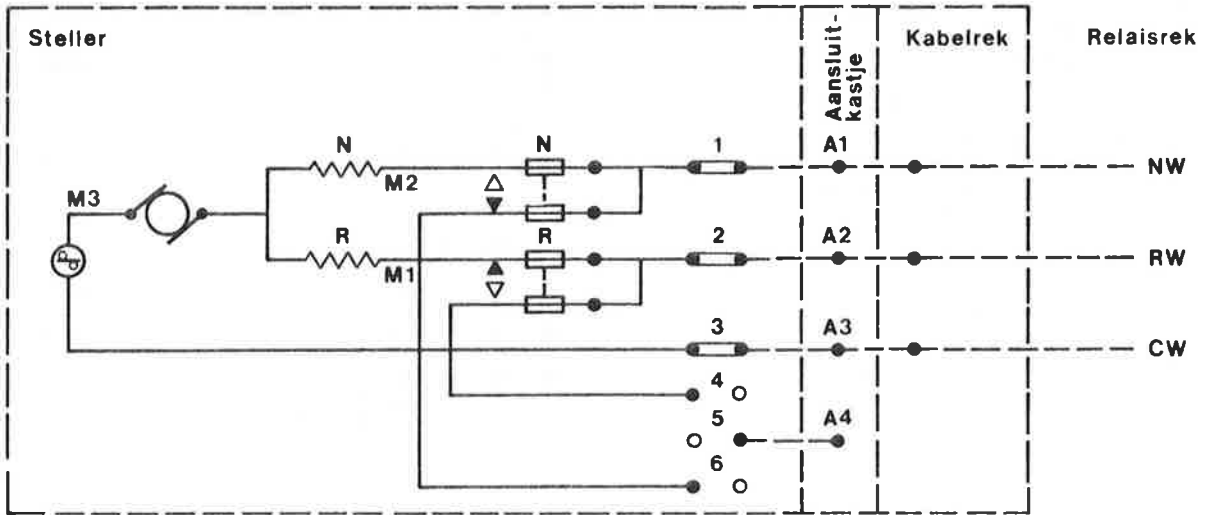 Steller
Aansluit-
kastje
Kabelrek
Relaisrek
N
N
1
A1
M2
NW
M3
R
R
2
A2
M1
RW
3
A3
CW
4
5
A4
6